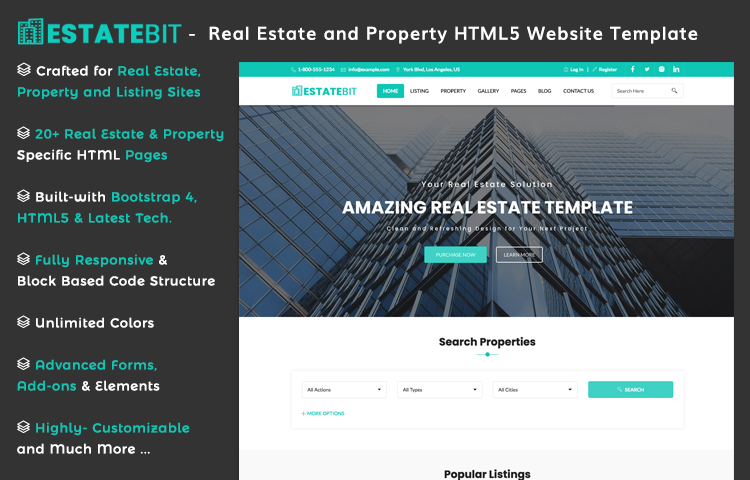 ESTATEBIT - Real Estate and Property HTML5 Website Template
Crafted for Real Estate,
Property and Listing Sites
20+ Real Estate & Property
Specific HTML Pages
Built-with Bootstrap 4,
HTML5 & Latest Tech.
Fully Responsive &
Block Based Code Structure
Unlimited Colors
Advanced Forms,
Add-ons & Elements
Highly- Customizable
and Much More ...
1-800-555-1234 info@example.com York Blvd, Los Angeles, US Log In | Register
ESTATEBIT HOME LISTING PROPERTY GALLERY PAGES BLOG CONTACT US Search Here
Your Real Estate Solution
AMAZING REAL ESTATE TEMPLATE
Clean and Refreshing Design for Your Next Project
PURCHASE NOW LEARN MORE
Search Properties
All Actions All Types All Cities SEARCH
+ MORE OPTIONS
Popular Listings